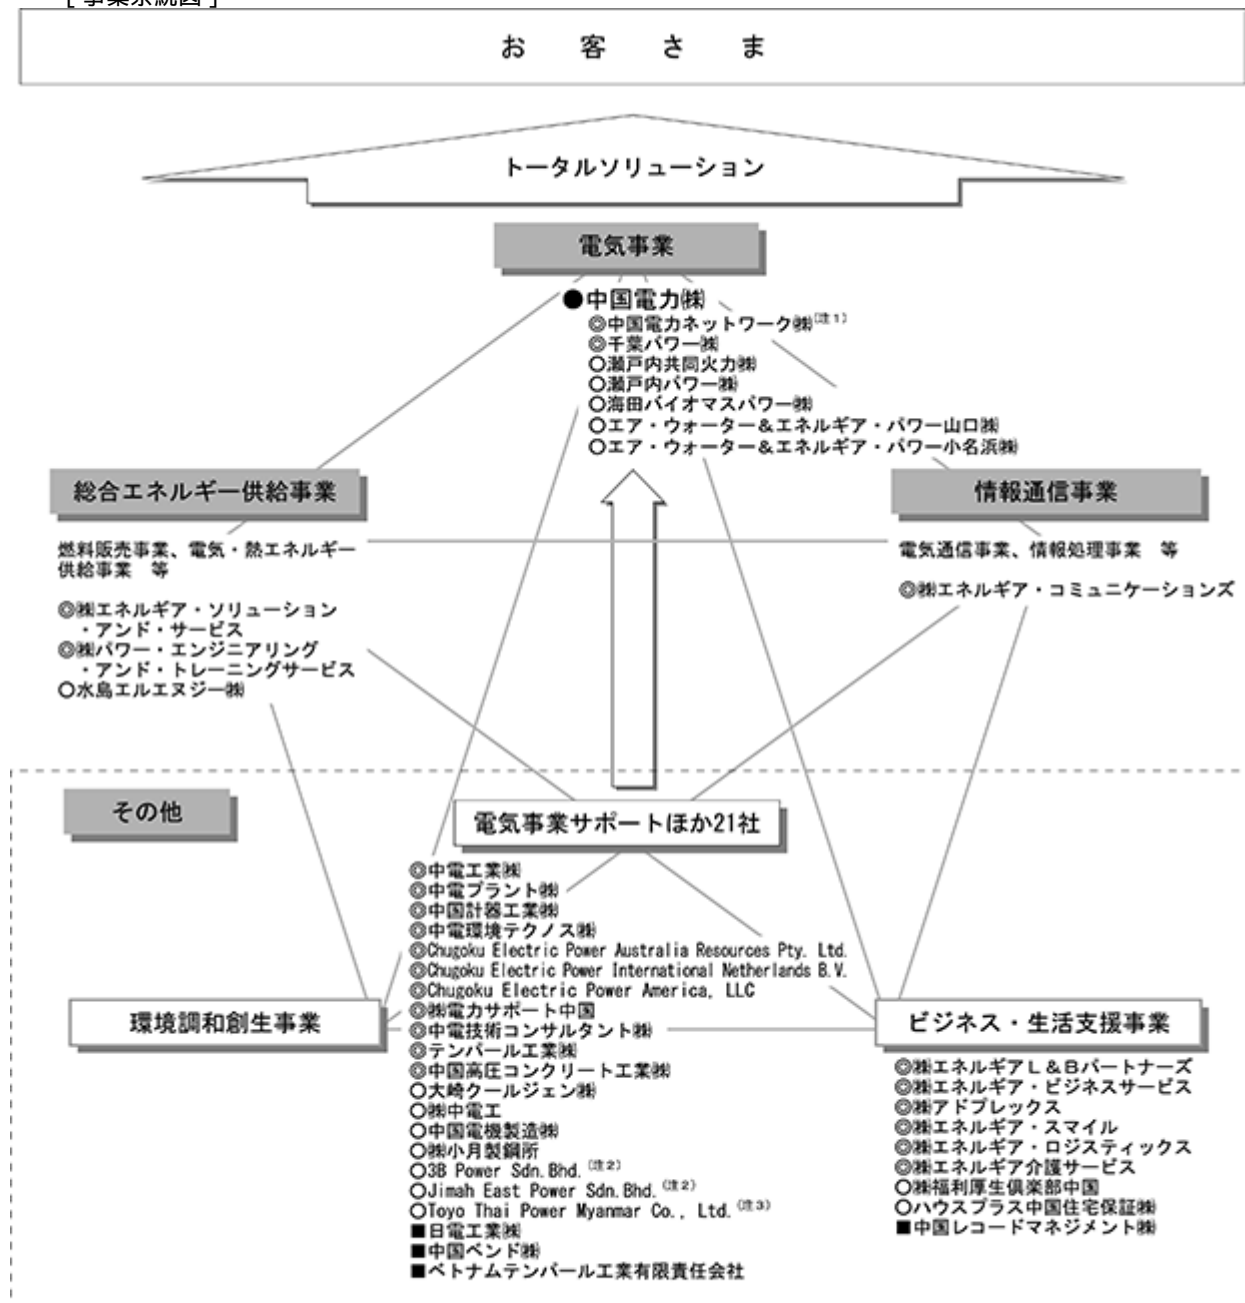 [ 事業系統図 ]
お客さま
トータルソリューション
電気事業
●中国電力㈱
◎中国電力ネットワーク㈱(注1)
◎千葉パワー㈱
○瀬戸内共同火力㈱
○瀬戸内パワー㈱
○海田バイオマスパワー㈱
○エア・ウォーター＆エネルギア・パワー山口㈱
○エア・ウォーター＆エネルギア・パワー小名浜㈱
総合エネルギー供給事業
燃料販売事業、電気・熱エネルギー
供給事業　等
◎㈱エネルギア・ソリューション
・アンド・サービス
◎㈱パワー・エンジニアリング
・アンド・トレーニングサービス
○水島エルエヌジー㈱
情報通信事業
電気通信事業、情報処理事業　等
◎㈱エネルギア・コミュニケーションズ
その他
電気事業サポートほか21社
◎中電工業㈱
◎中電プラント㈱
◎中国計器工業㈱
◎中電環境テクノス㈱
◎Chugoku Electric Power Australia Resources Pty. Ltd.
◎Chugoku Electric Power International Netherlands B.V.
◎Chugoku Electric Power America, LLC
◎㈱電力サポート中国
◎中電技術コンサルタント㈱
◎テンパール工業㈱
◎中国高圧コンクリート工業㈱
○大崎クールジェン㈱
○㈱中電工
○中国電機製造㈱
○㈱小月製鋼所
○3B Power Sdn.Bhd.(注2)
○Jimah East Power Sdn.Bhd.(注2)
○Toyo Thai Power Myanmar Co., Ltd.(注3)
■日電工業㈱
■中国ベンド㈱
■ベトナムテンパール工業有限責任会社
環境調和創生事業
ビジネス・生活支援事業
◎㈱エネルギアＬ＆Ｂパートナーズ
◎㈱エネルギア・ビジネスサービス
◎㈱アドプレックス
◎㈱エネルギア・スマイル
◎㈱エネルギア・ロジスティックス
◎㈱エネルギア介護サービス
○㈱福利厚生倶楽部中国
○ハウスプラス中国住宅保証㈱
■中国レコードマネジメント㈱